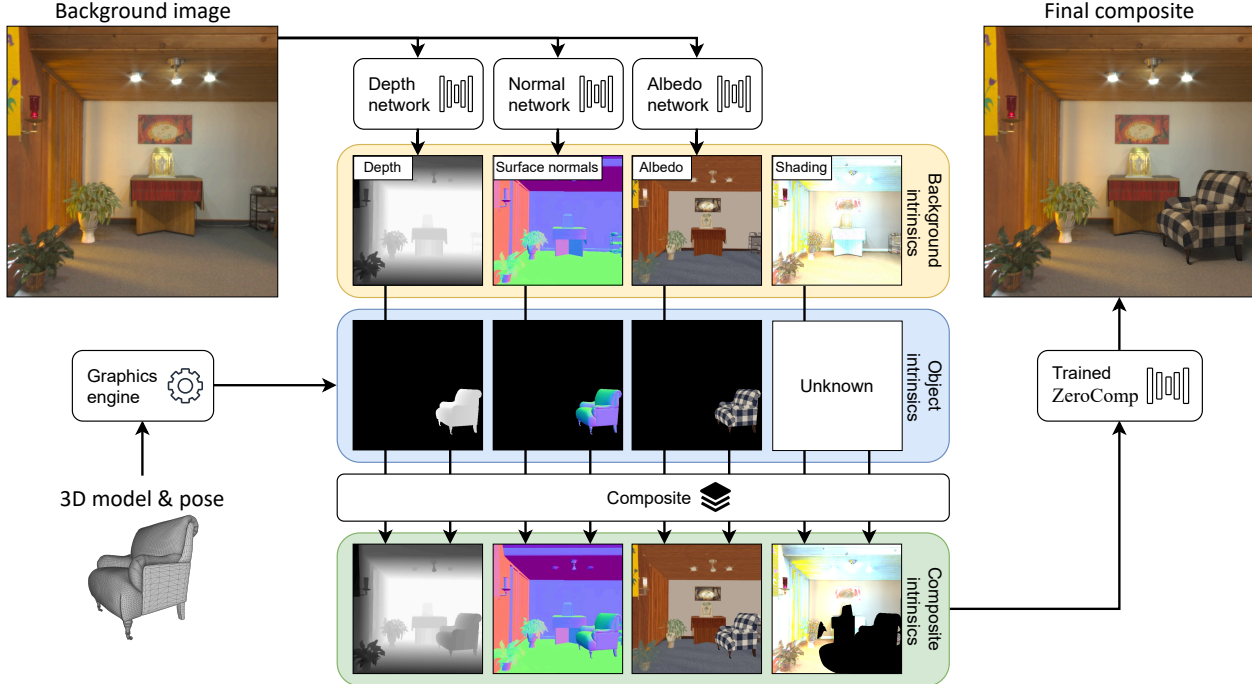 Background image
Final composite
Depth
network
Normal
network
Albedo
network
Depth
Surface normals
Albedo
Shading
Background
intrinsics
Graphics
engine
Unknown
Object
intrinsics
Trained
ZeroComp
3D model & pose
Composite
Composite
intrinsics